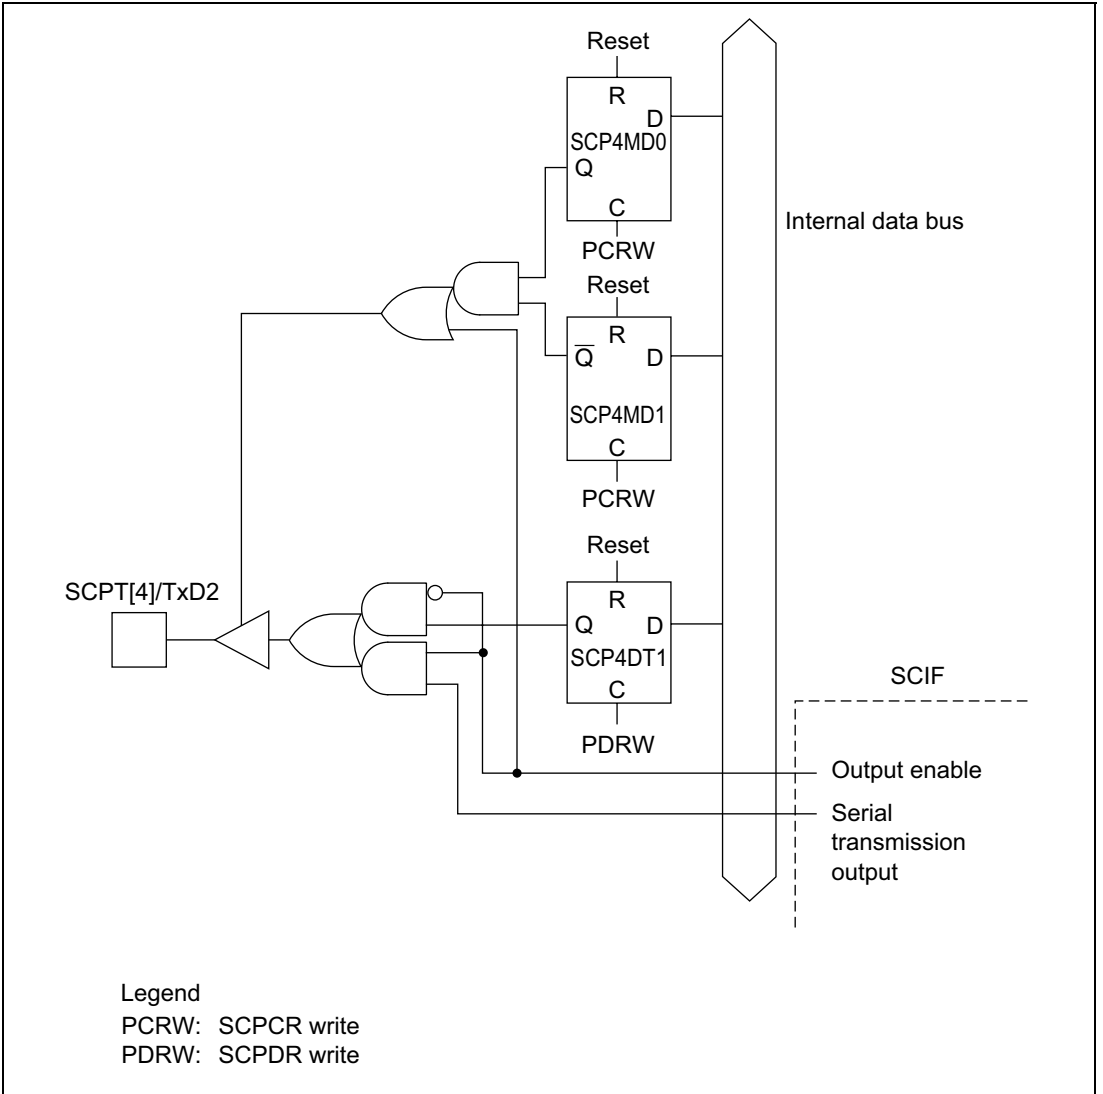 Reset
R
D
SCP4MD0
Q
C
PCRW
Internal data bus
Reset
R
Q̅ D
SCP4MD1
C
PCRW
Reset
SCPT[4]/TxD2
R
Q D
SCP4DT1
C
PDRW
SCIF
Output enable
Serial
transmission
output
Legend
PCRW: SCPCR write
PDRW: SCPDR write